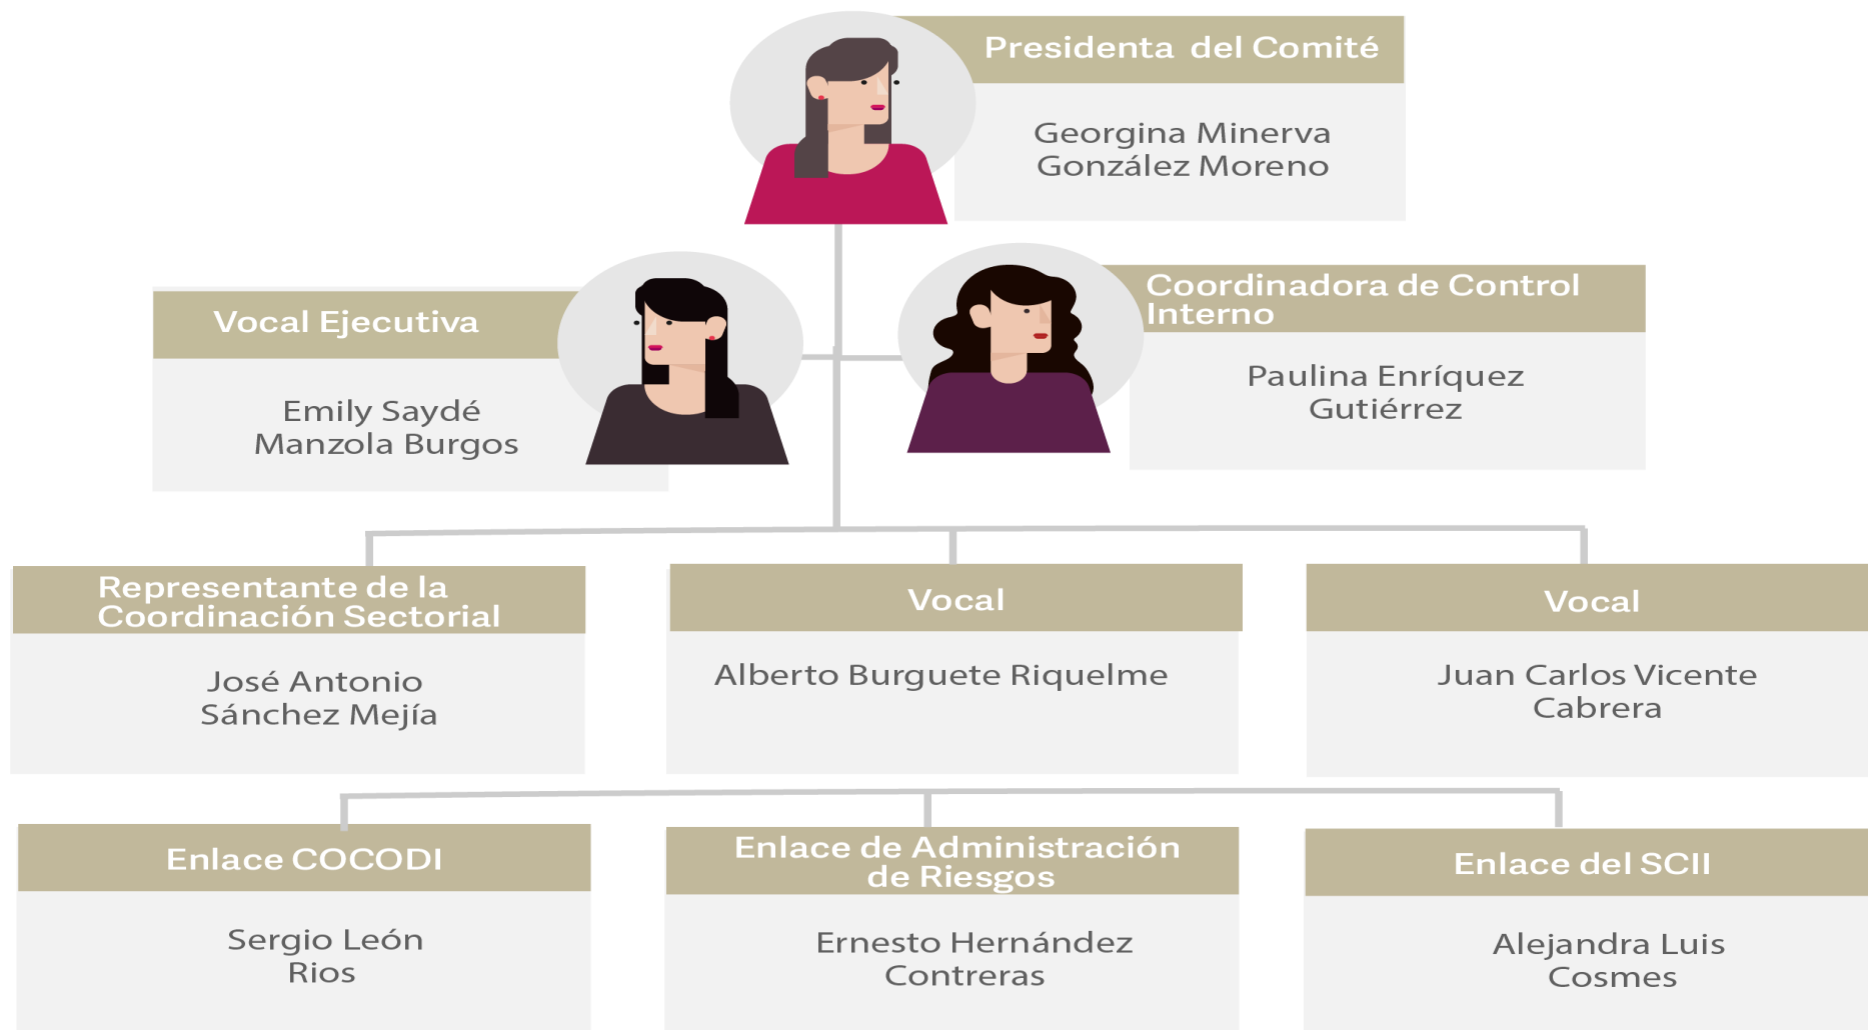 Presidenta del Comité
Georgina Minerva
González Moreno
Vocal Ejecutiva
Emily Saydé
Manzola Burgos
Coordinadora de Control
Interno
Paulina Enríquez
Gutiérrez
Representante de la
Coordinación Sectorial
José Antonio
Sánchez Mejía
Vocal
Alberto Burguete Riquelme
Vocal
Juan Carlos Vicente
Cabrera
Enlace COCODI
Sergio León
Rios
Enlace de Administración
de Riesgos
Ernesto Hernández
Contreras
Enlace del SCII
Alejandra Luis
Cosmes